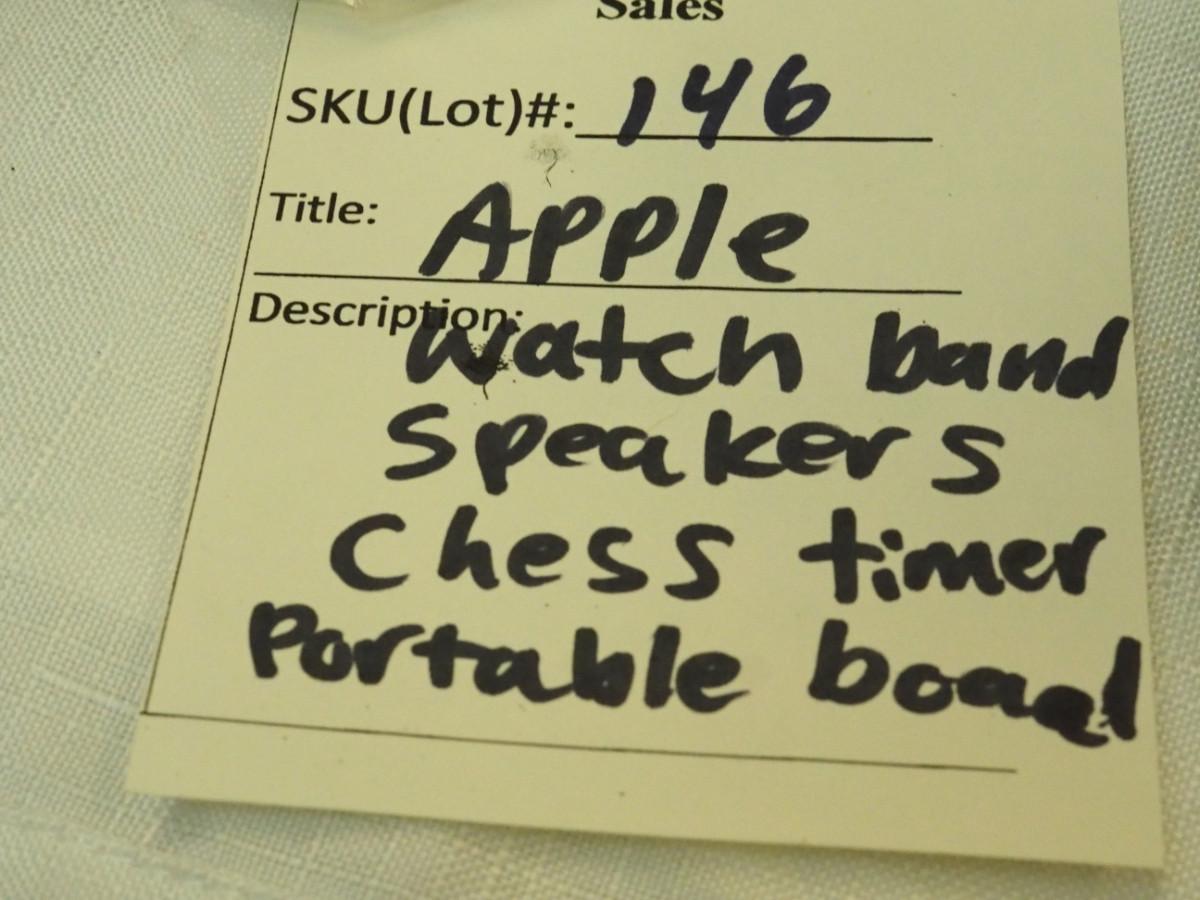 Sales
SKU(Lot)#: 146
Title: Apple
Description: watch band
Speakers
Chess timer
Portable board